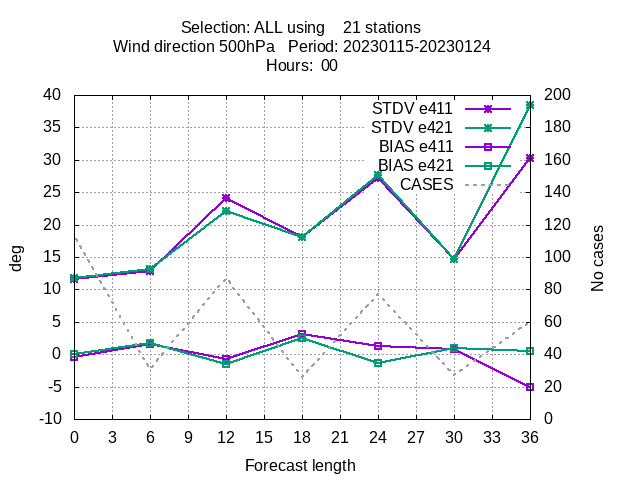 Selection: ALL using    21 stations
Wind direction 500hPa   Period: 20230115-20230124
Hours:  00
STDV e411
STDV e421
BIAS e411
BIAS e421
CASES
40
35
30
25
20
15
10
5
0
-5
-10
deg
200
180
160
140
120
100
80
60
40
20
0
No cases
0 3 6 9 12 15 18 21 24 27 30 33 36
Forecast length